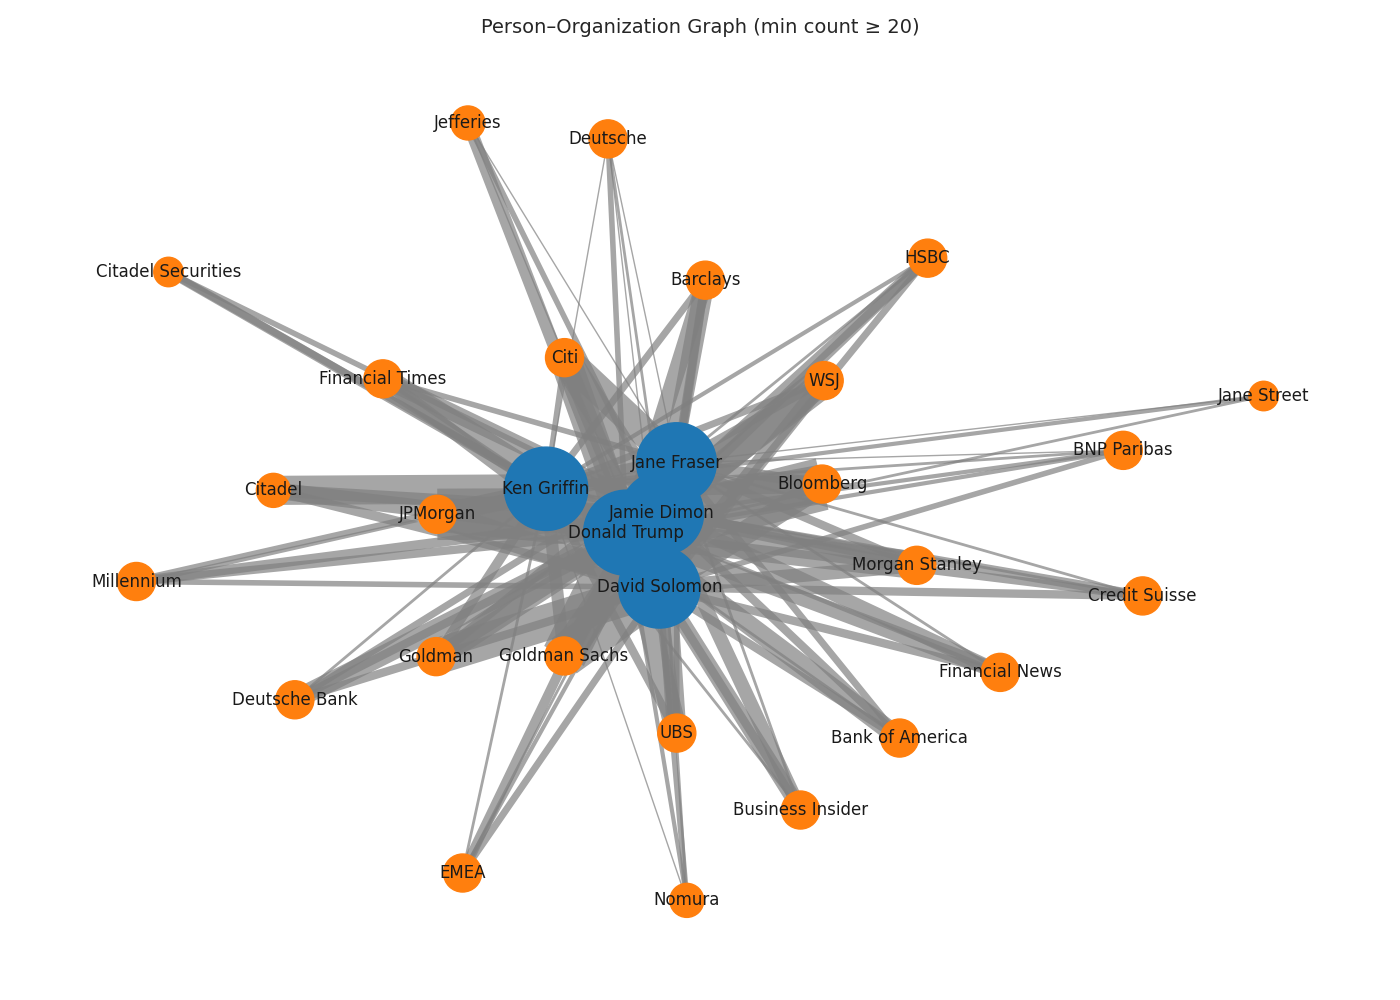 Person–Organization Graph (min count ≥ 20)
Jefferies
Deutsche
HSBC
Citadel Securities
Barclays
Citi
Financial Times
WSJ
Jane Street
BNP Paribas
Jane Fraser
Bloomberg
Ken Griffin
Citadel
JPMorgan
Jamie Dimon
Donald Trump
Morgan Stanley
Millennium
David Solomon
Credit Suisse
Goldman
Goldman Sachs
Financial News
Deutsche Bank
UBS
Bank of America
Business Insider
EMEA
Nomura